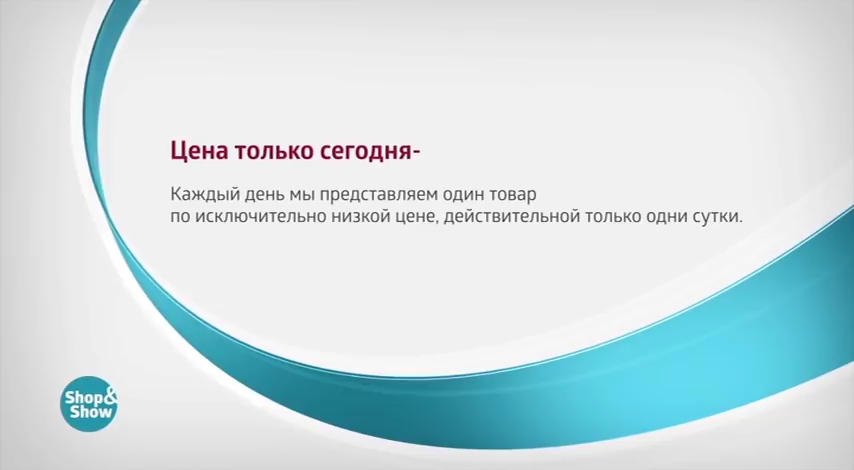 Цена только сегодня-
Каждый день мы представляем один товар
по исключительно низкой цене, действительной только одни сутки.
Shop&
Show